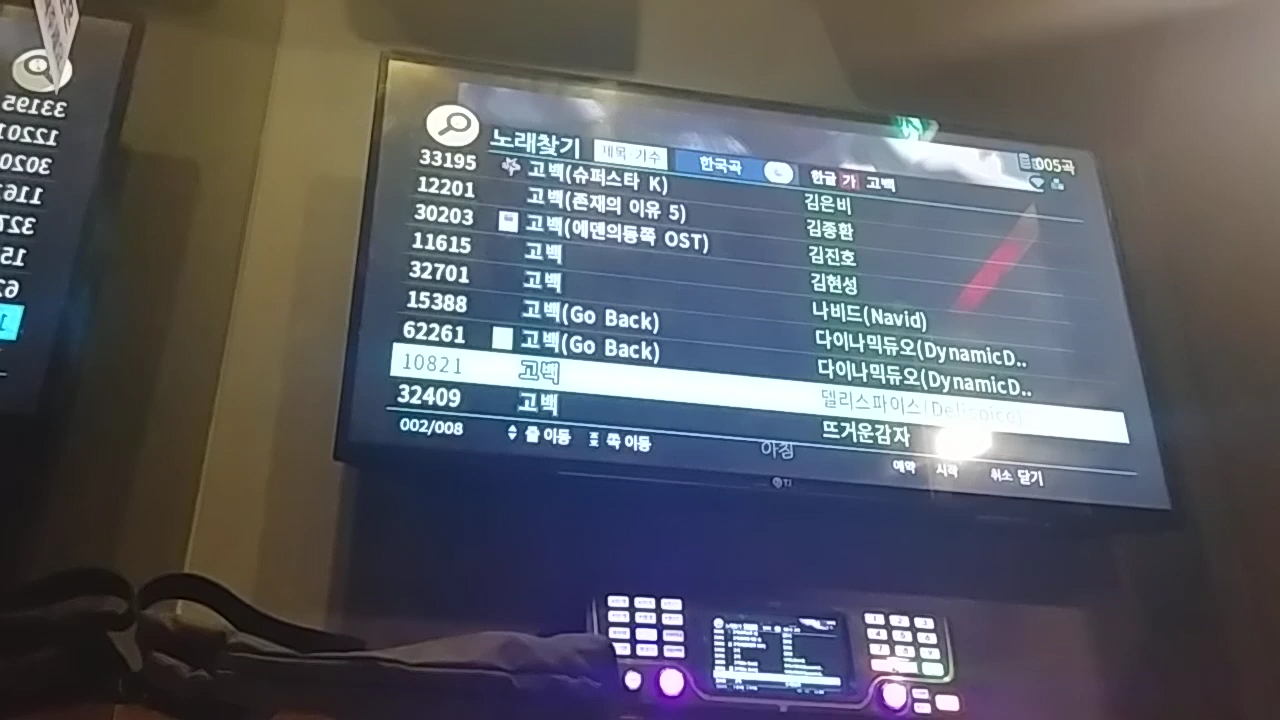 노래찾기 제목·가수 한국곡 한글 가 고백 005곡
33195 고백(슈퍼스타 K) 김은비
12201 고백(존재의 이유 5) 김종환
30203 고백(에덴의동쪽 OST) 김진호
11615 고백 김현성
32701 고백 나비드(Navid)
15388 고백(Go Back) 다이나믹듀오(DynamicD..
62261 고백(Go Back) 다이나믹듀오(DynamicD..
10821 고백 델리스파이스(Delispice)
32409 고백 뜨거운감자
002/008 줄 이동 쪽 이동 아침 예약 시작 취소 닫기
TJ